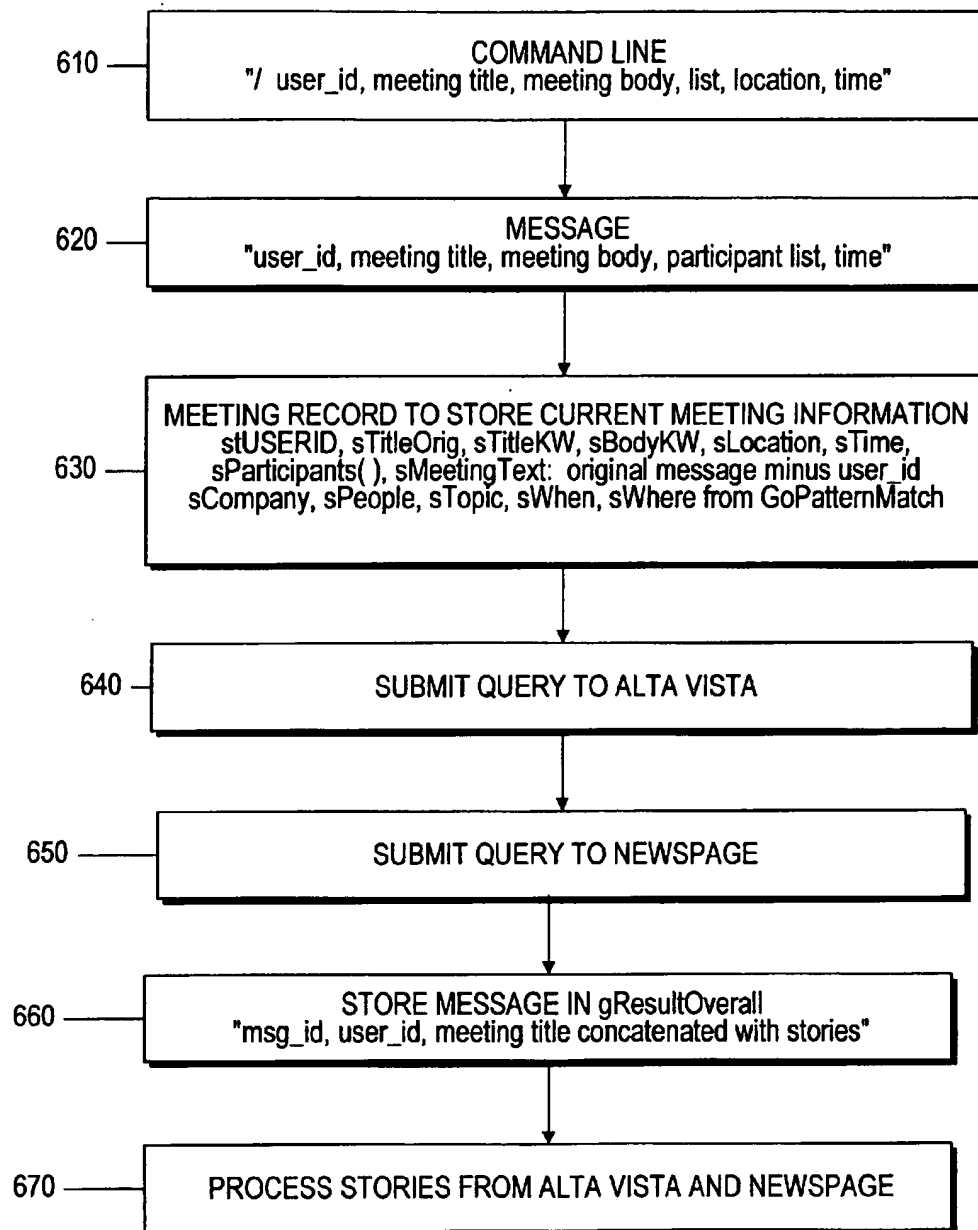 610
COMMAND LINE
"/ user_id, meeting title, meeting body, list, location, time"
620
MESSAGE
"user_id, meeting title, meeting body, participant list, time"
630
MEETING RECORD TO STORE CURRENT MEETING INFORMATION
stUSERID, sTitleOrig, sTitleKW, sBodyKW, sLocation, sTime,
sParticipants( ), sMeetingText: original message minus user_id
sCompany, sPeople, sTopic, sWhen, sWhere from GoPatternMatch
640
SUBMIT QUERY TO ALTA VISTA
650
SUBMIT QUERY TO NEWSPAGE
660
STORE MESSAGE IN gResultOverall
"msg_id, user_id, meeting title concatenated with stories"
670
PROCESS STORIES FROM ALTA VISTA AND NEWSPAGE